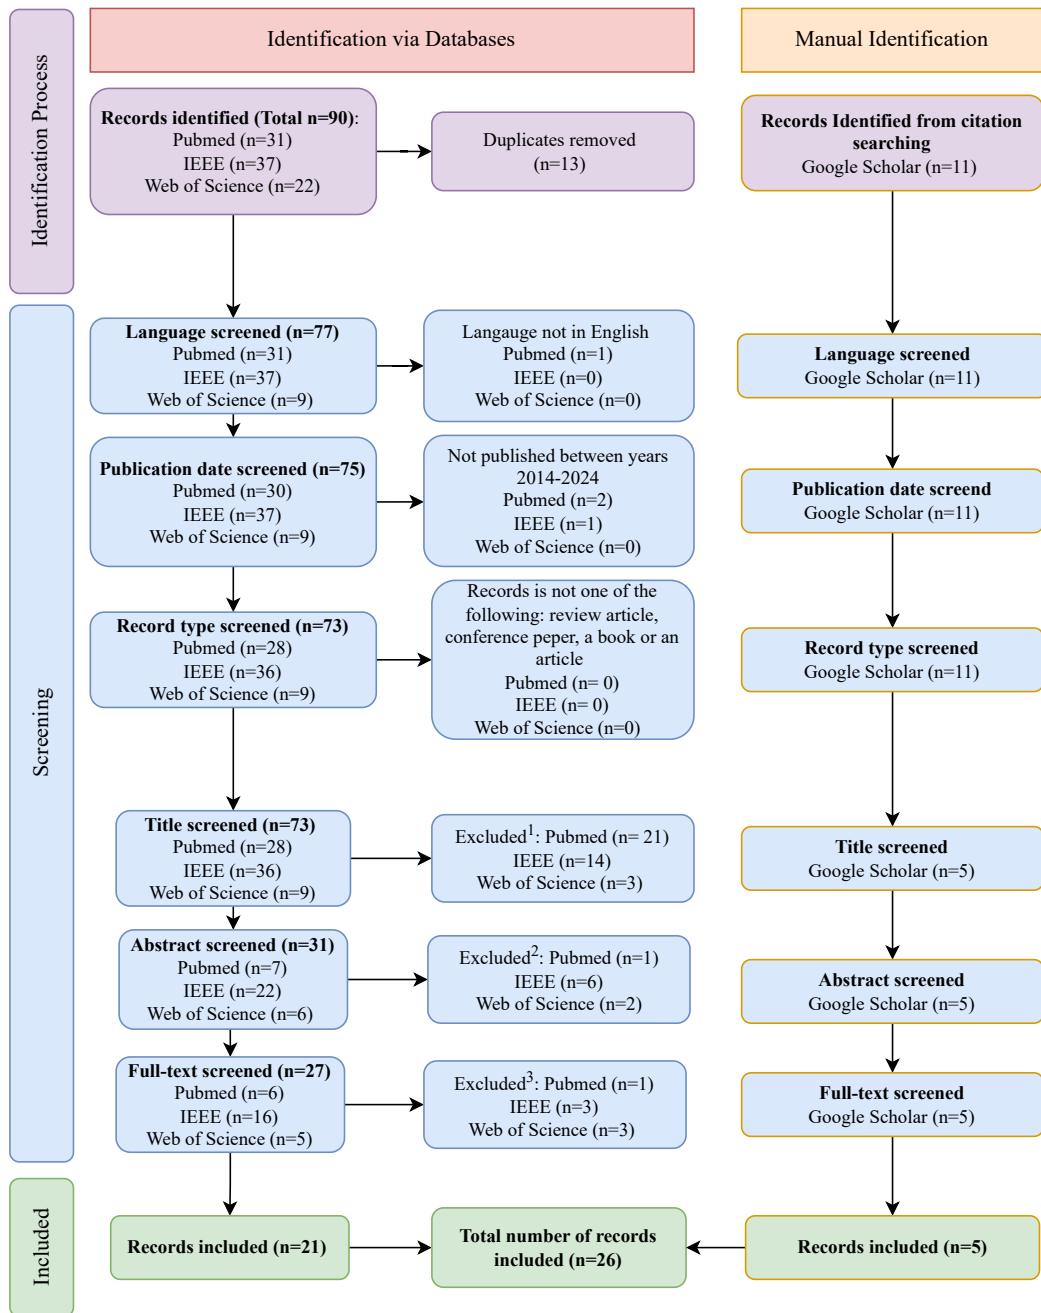 Identification via Databases
Manual Identification
Identification Process
Records identified (Total n=90):
Pubmed (n=31)
IEEE (n=37)
Web of Science (n=22)
Duplicates removed
(n=13)
Records Identified from citation
searching
Google Scholar (n=11)
Screening
Language screened (n=77)
Pubmed (n=31)
IEEE (n=37)
Web of Science (n=9)
Langauge not in English
Pubmed (n=1)
IEEE (n=0)
Web of Science (n=0)
Language screened
Google Scholar (n=11)
Publication date screened (n=75)
Pubmed (n=30)
IEEE (n=37)
Web of Science (n=9)
Not published between years
2014-2024
Pubmed (n=2)
IEEE (n=1)
Web of Science (n=0)
Publication date screend
Google Scholar (n=11)
Record type screened (n=73)
Pubmed (n=28)
IEEE (n=36)
Web of Science (n=9)
Records is not one of the
following: review article,
conference peper, a book or an
article
Pubmed (n= 0)
IEEE (n= 0)
Web of Science (n=0)
Record type screened
Google Scholar (n=11)
Title screened (n=73)
Pubmed (n=28)
IEEE (n=36)
Web of Science (n=9)
Excluded¹: Pubmed (n= 21)
IEEE (n=14)
Web of Science (n=3)
Title screened
Google Scholar (n=5)
Abstract screened (n=31)
Pubmed (n=7)
IEEE (n=22)
Web of Science (n=6)
Excluded²: Pubmed (n=1)
IEEE (n=6)
Web of Science (n=2)
Abstract screened
Google Scholar (n=5)
Full-text screened (n=27)
Pubmed (n=6)
IEEE (n=16)
Web of Science (n=5)
Excluded³: Pubmed (n=1)
IEEE (n=3)
Web of Science (n=3)
Full-text screened
Google Scholar (n=5)
Included
Records included (n=21)
Total number of records
included (n=26)
Records included (n=5)